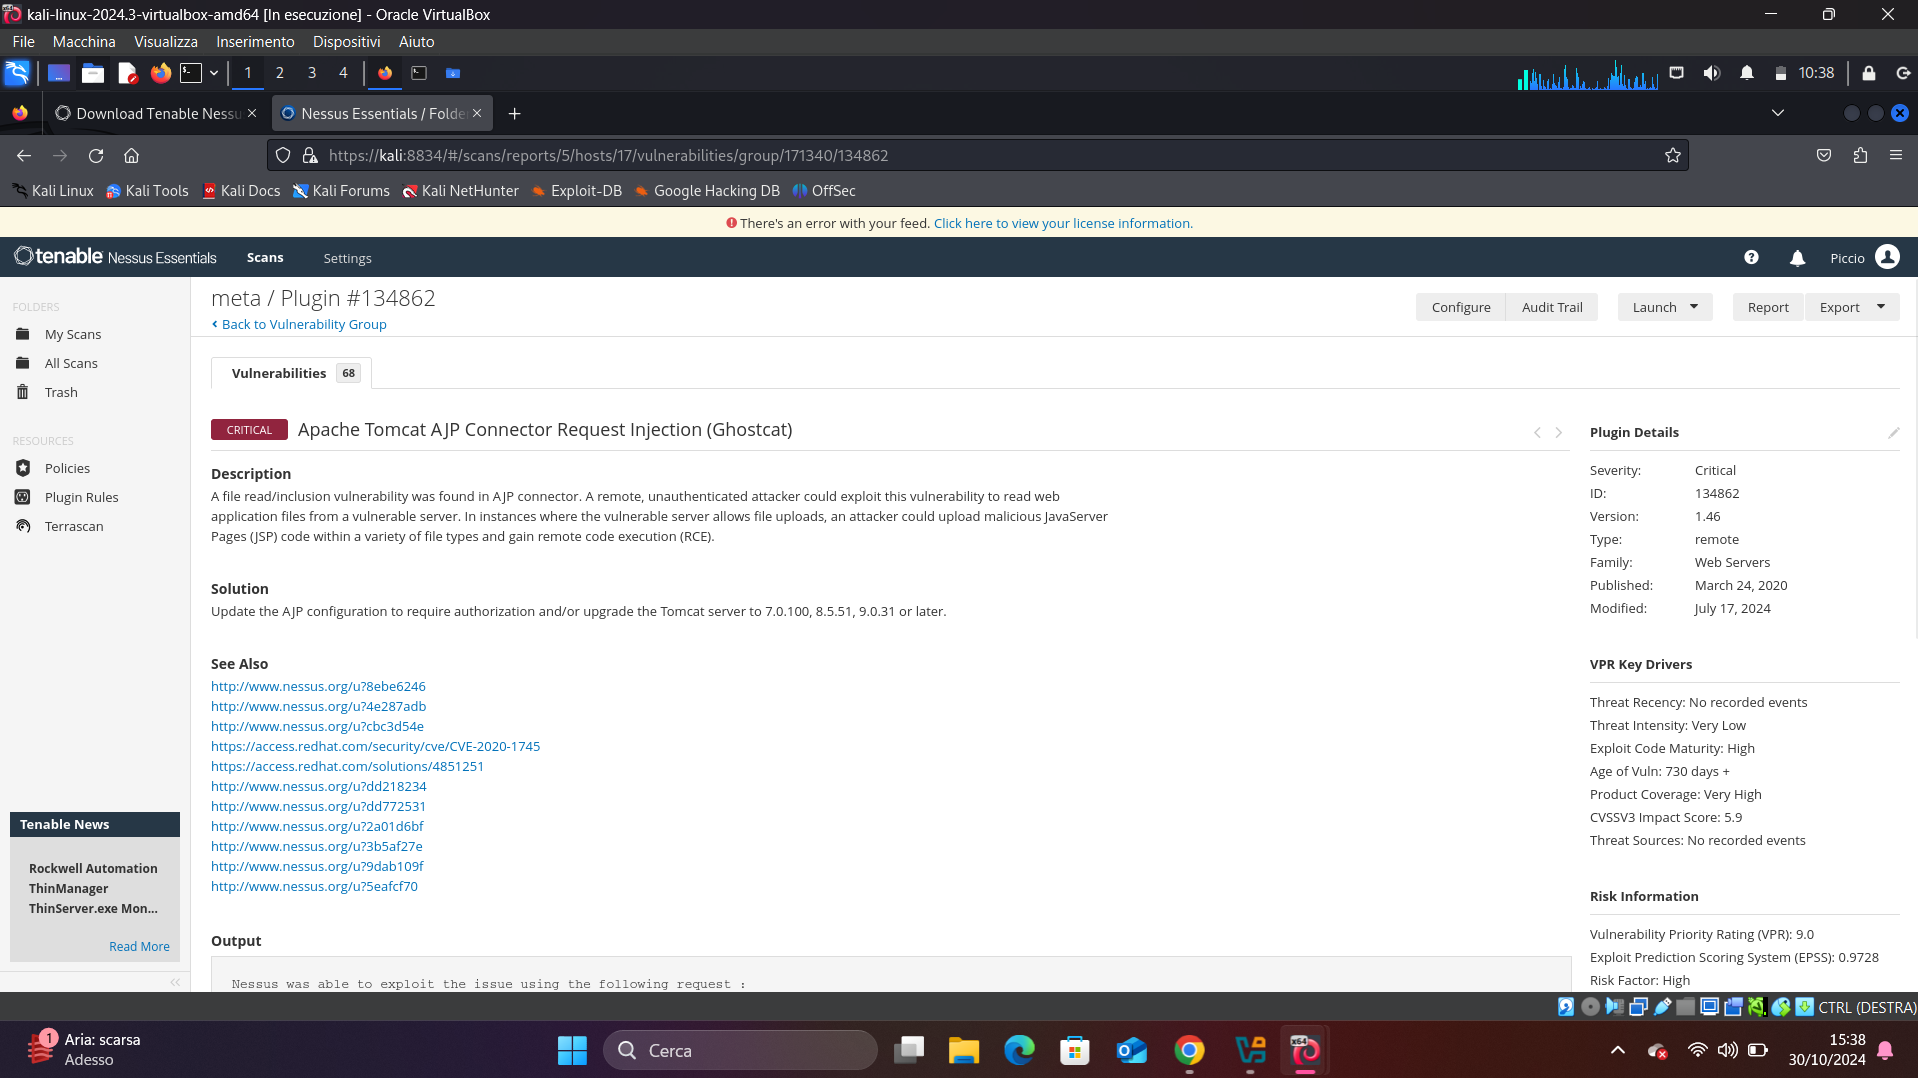 kali-linux-2024.3-virtualbox-amd64 [In esecuzione] - Oracle VirtualBox
File Macchina Visualizza Inserimento Dispositivi Aiuto
1 2 3 4 10:38
Download Tenable Nessu Nessus Essentials / Folde
https://kali:8834/#/scans/reports/5/hosts/17/vulnerabilities/group/171340/134862
Kali Linux Kali Tools Kali Docs Kali Forums Kali NetHunter Exploit-DB Google Hacking DB OffSec
There's an error with your feed. Click here to view your license information.
tenable Nessus Essentials Scans Settings Piccio
FOLDERS
My Scans
All Scans
Trash
RESOURCES
Policies
Plugin Rules
Terrascan
Tenable News
Rockwell Automation
ThinManager
ThinServer.exe Mon...
Read More
meta / Plugin #134862
Back to Vulnerability Group
Configure Audit Trail Launch Report Export
Vulnerabilities 68
CRITICAL Apache Tomcat AJP Connector Request Injection (Ghostcat)
Description
A file read/inclusion vulnerability was found in AJP connector. A remote, unauthenticated attacker could exploit this vulnerability to read web
application files from a vulnerable server. In instances where the vulnerable server allows file uploads, an attacker could upload malicious JavaServer
Pages (JSP) code within a variety of file types and gain remote code execution (RCE).
Solution
Update the AJP configuration to require authorization and/or upgrade the Tomcat server to 7.0.100, 8.5.51, 9.0.31 or later.
See Also
http://www.nessus.org/u?8ebe6246
http://www.nessus.org/u?4e287adb
http://www.nessus.org/u?cbc3d54e
https://access.redhat.com/security/cve/CVE-2020-1745
https://access.redhat.com/solutions/4851251
http://www.nessus.org/u?dd218234
http://www.nessus.org/u?dd772531
http://www.nessus.org/u?2a01d6bf
http://www.nessus.org/u?3b5af27e
http://www.nessus.org/u?9dab109f
http://www.nessus.org/u?5eafcf70
Output
Nessus was able to exploit the issue using the following request :
Plugin Details
Severity: Critical
ID: 134862
Version: 1.46
Type: remote
Family: Web Servers
Published: March 24, 2020
Modified: July 17, 2024
VPR Key Drivers
Threat Recency: No recorded events
Threat Intensity: Very Low
Exploit Code Maturity: High
Age of Vuln: 730 days +
Product Coverage: Very High
CVSSV3 Impact Score: 5.9
Threat Sources: No recorded events
Risk Information
Vulnerability Priority Rating (VPR): 9.0
Exploit Prediction Scoring System (EPSS): 0.9728
Risk Factor: High
CTRL (DESTRA)
1 Aria: scarsa
Adesso
Cerca
15:38
30/10/2024